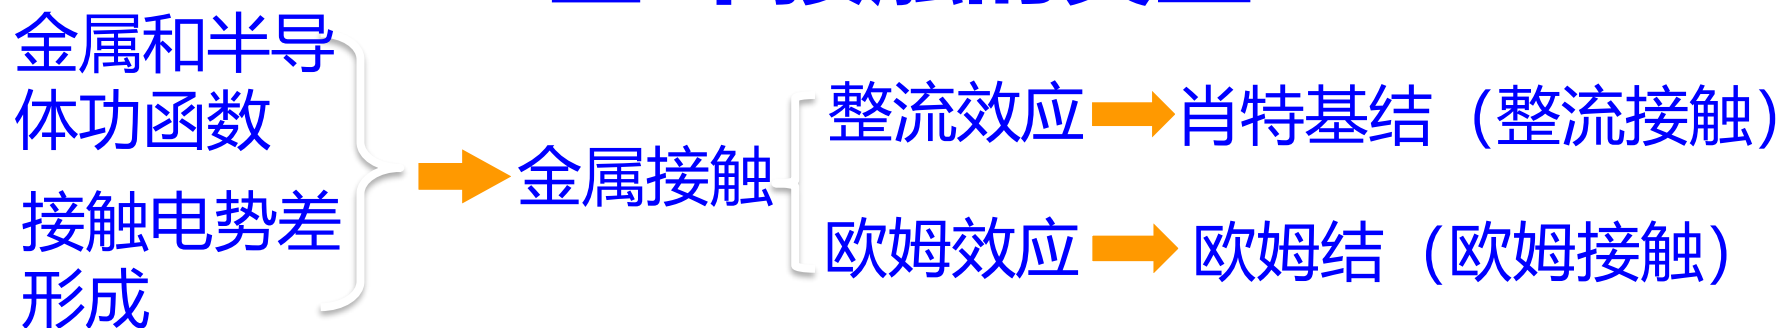 金属和半导
体功函数
接触电势差
形成
金属接触
整流效应
肖特基结（整流接触）
欧姆效应
欧姆结（欧姆接触）